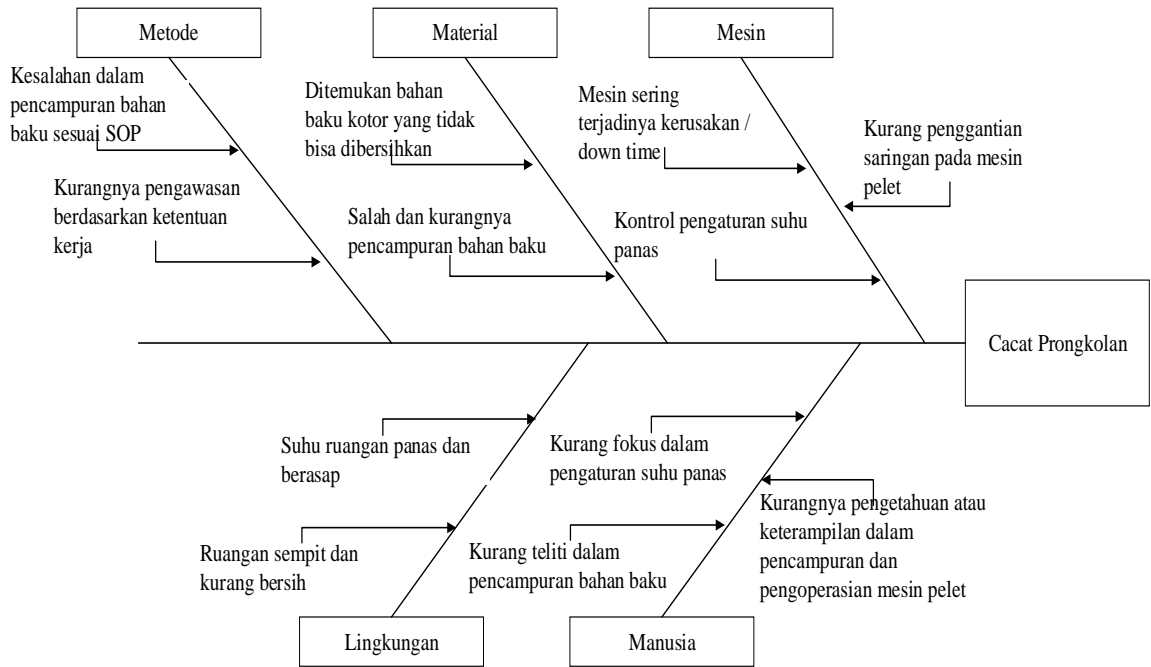 Metode
Material
Mesin
Kesalahan dalam
pencampuran bahan
baku sesuai SOP
Ditemukan bahan
baku kotor yang tidak
bisa dibersihkan
Mesin sering
terjadinya kerusakan /
down time
Kurang penggantian
saringan pada mesin
pelet
Kurangnya pengawasan
berdasarkan ketentuan
kerja
Salah dan kurangnya
pencampuran bahan baku
Kontrol pengaturan suhu
panas
Cacat Prongkolan
Suhu ruangan panas dan
berasap
Kurang fokus dalam
pengaturan suhu panas
Kurangnya pengetahuan atau
keterampilan dalam
pencampuran dan
pengoperasian mesin pelet
Ruangan sempit dan
kurang bersih
Kurang teliti dalam
pencampuran bahan baku
Lingkungan
Manusia